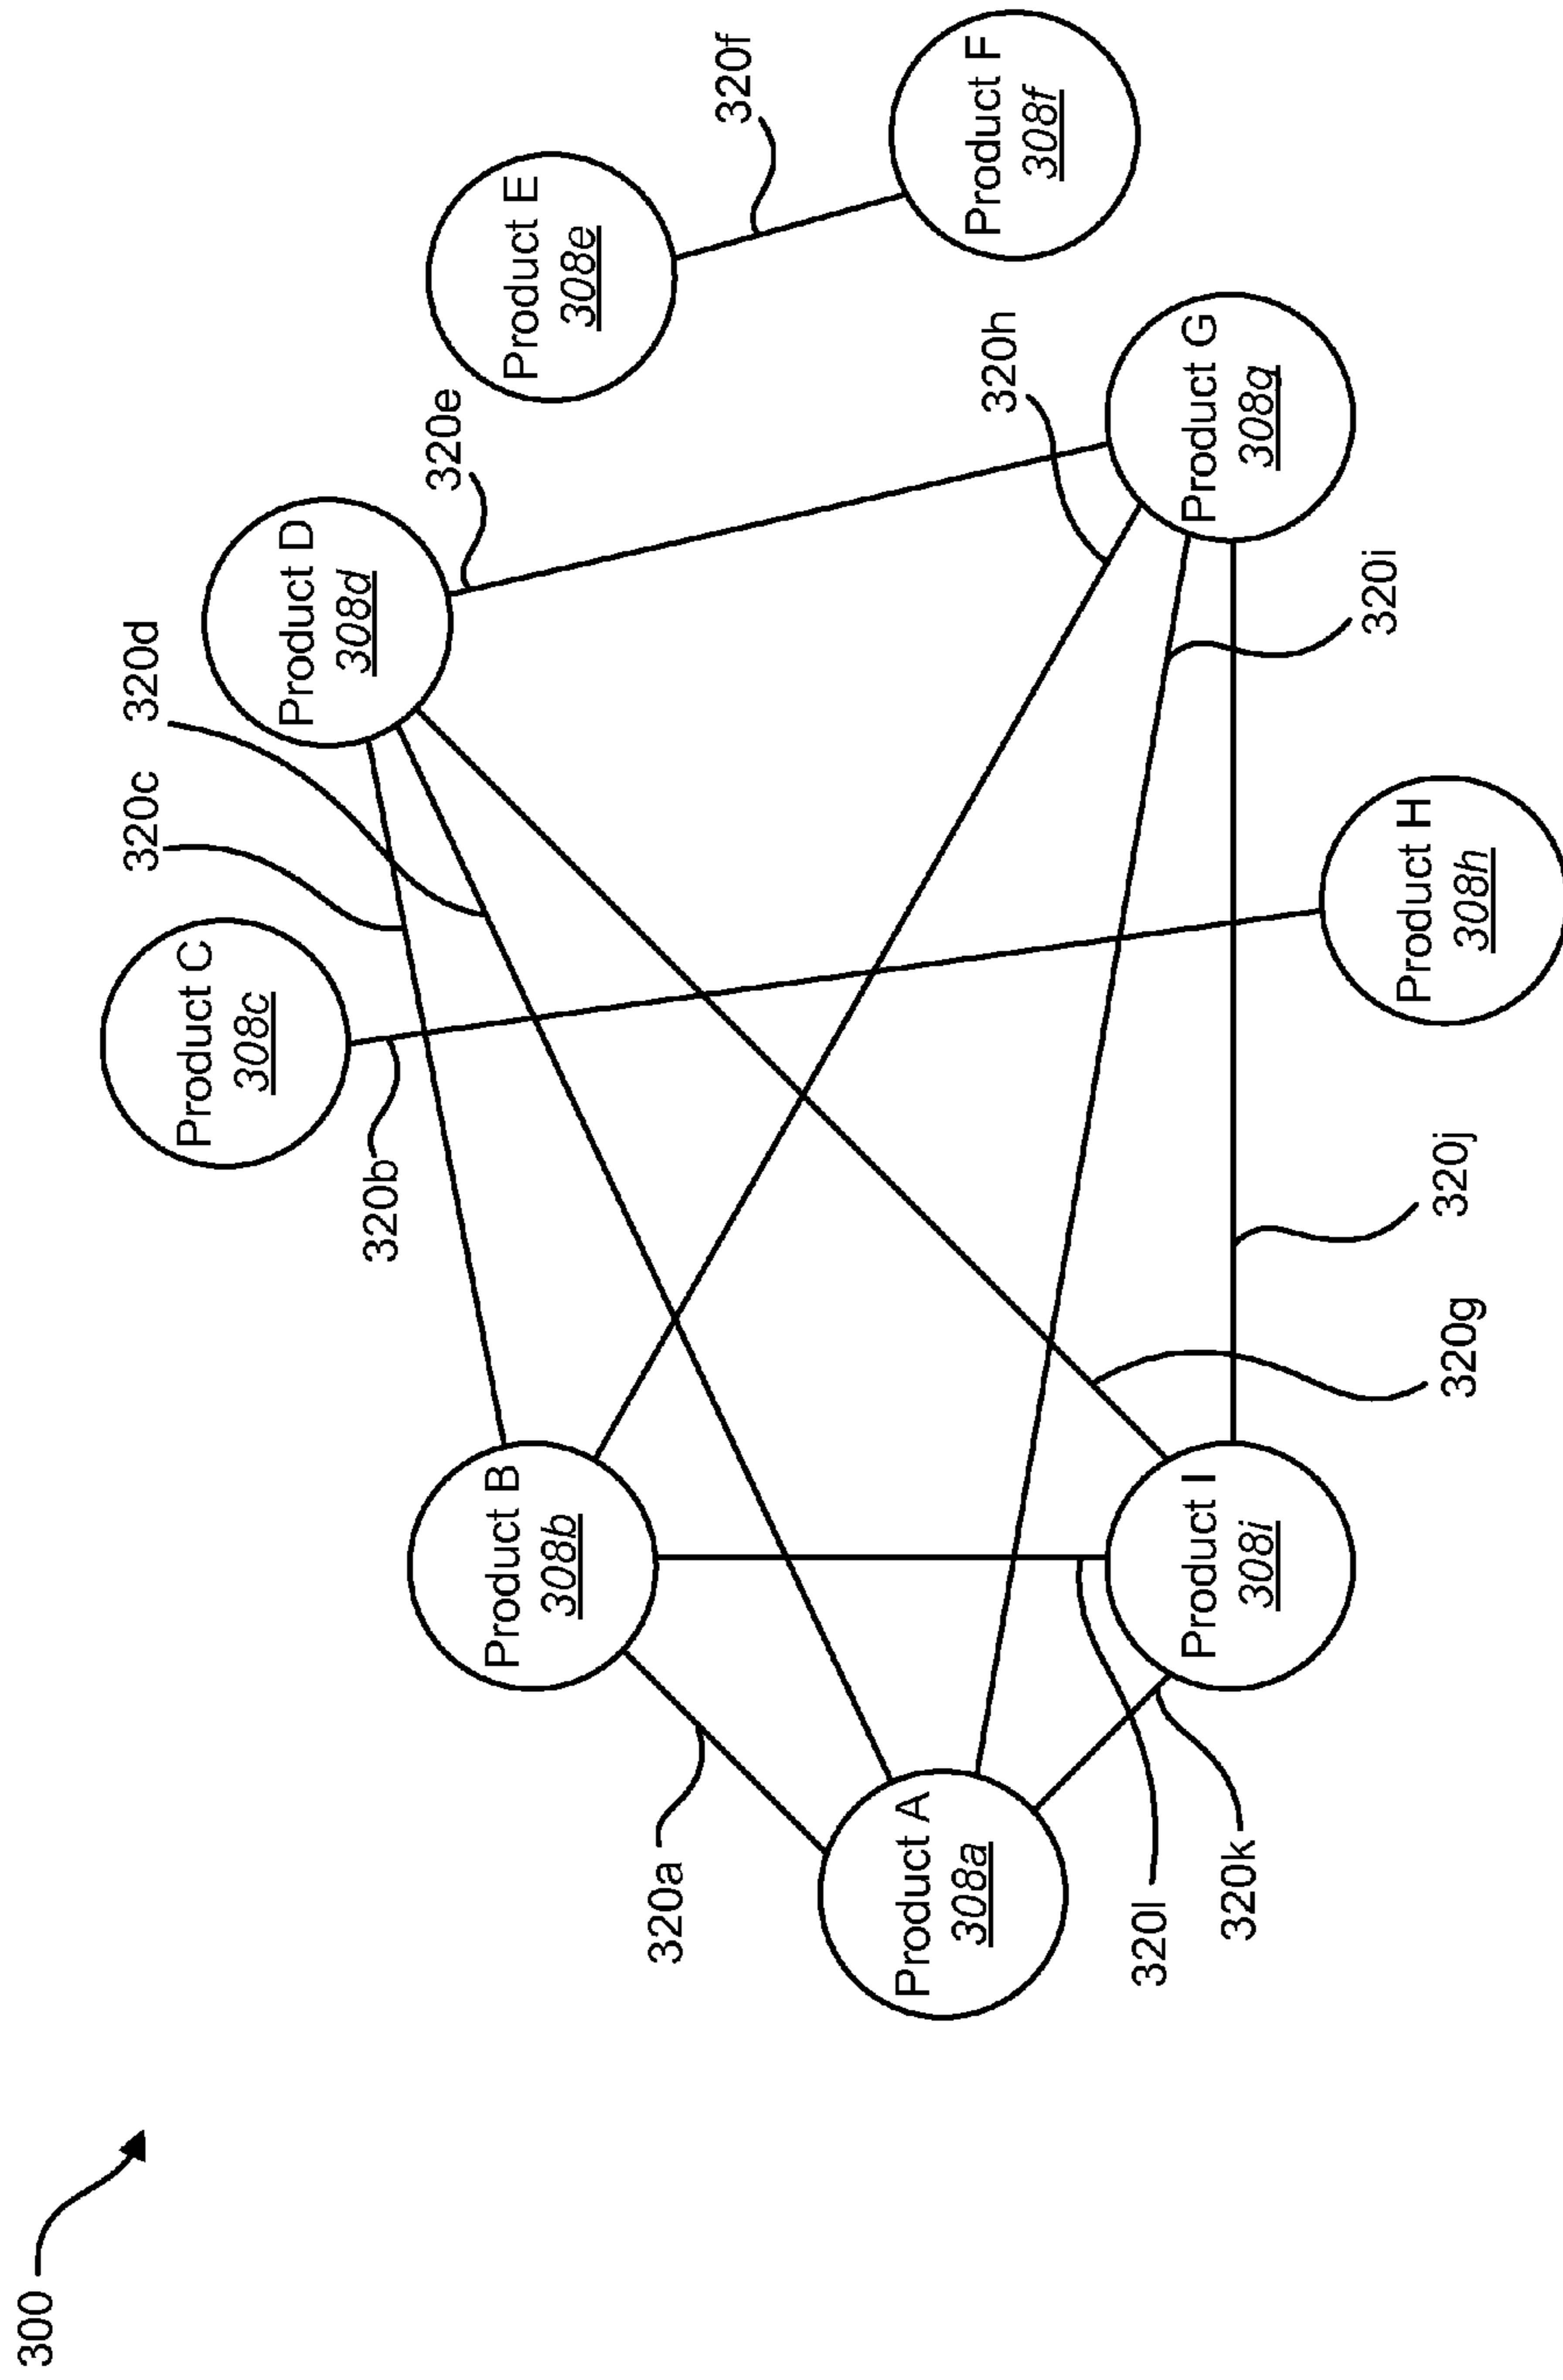 300
320a
Product A
308a
320l
320k
Product B
308b
Product I
308i
320b
320g
320j
Product C
308c
320c
320d
Product H
308h
Product D
308d
320e
320i
320h
Product G
308g
Product E
308e
320f
Product F
308f